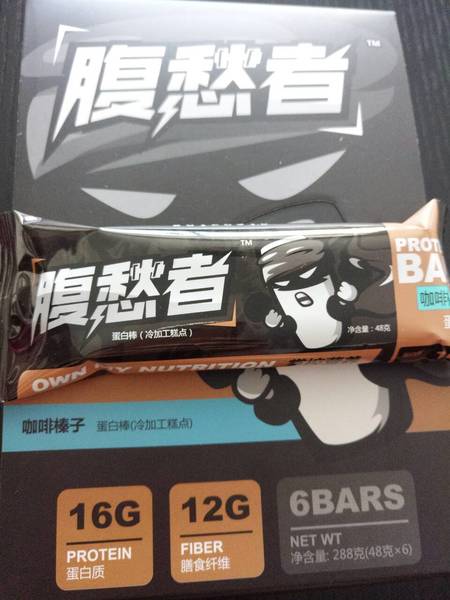 腹愁者
TM
腹愁者
TM
蛋白棒（冷加工糕点）
净含量：48克
PROT
BA
咖啡
OWN MY NUTRITION
咖啡榛子 蛋白棒(冷加工糕点)
16G
PROTEIN
蛋白质
12G
FIBER
膳食纤维
6BARS
NET WT
净含量: 288克(48克×6)